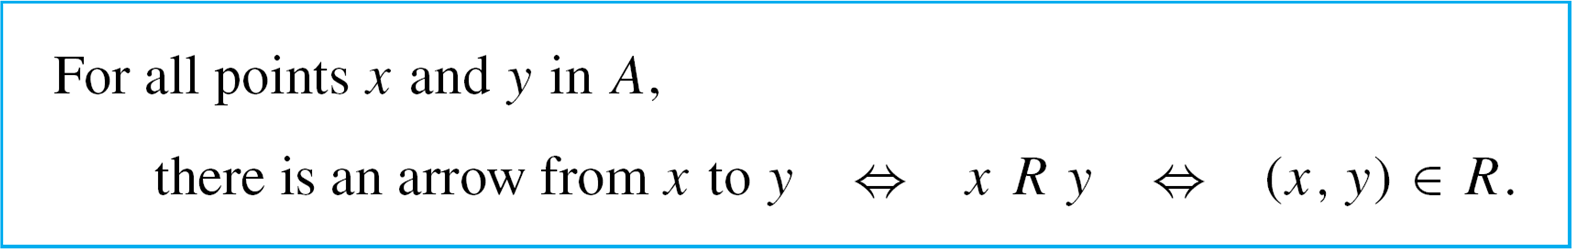 For all points x and y in A,
there is an arrow from x to y ⇔ x R y ⇔ (x, y) ∈ R.